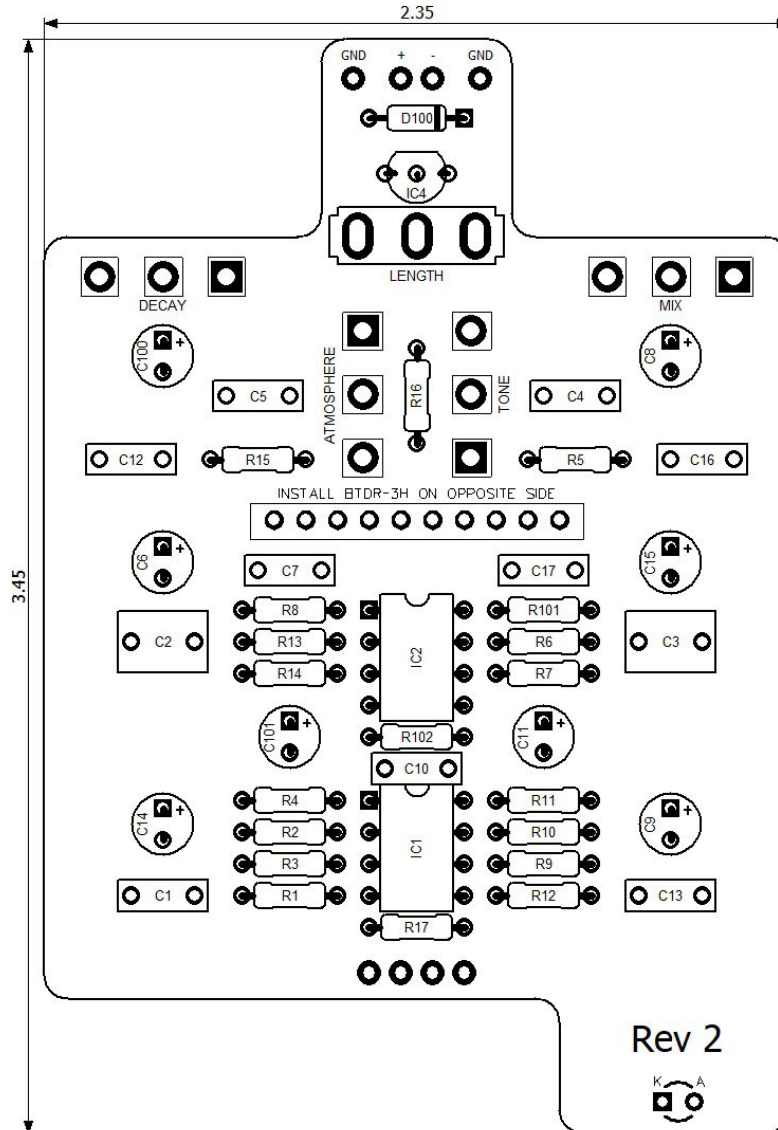 2.35
3.45
GND + - GND
D100
IC4
LENGTH
DECAY
MIX
C100 +
C8 +
ATMOSPHERE
TONE
R16
C5
C4
C12
R15
R5
C16
INSTALL BTDR-3H ON OPPOSITE SIDE
C6 +
C15 +
C7
C17
R8
R101
C2
R13
IC2
R6
C3
R14
R7
C101 +
R102
C11 +
C10
C14 +
R4
R11
C9 +
R2
IC1
R10
R3
R9
C1
R1
R12
C13
R17
Rev 2
K A